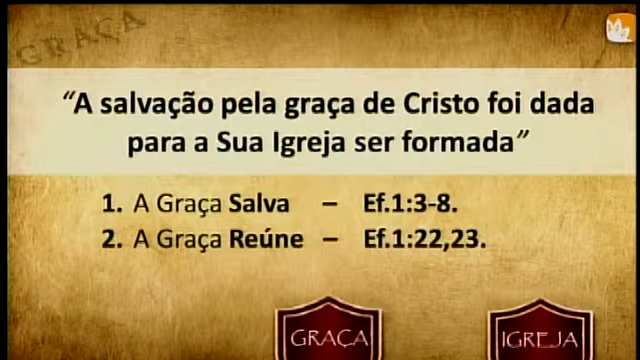 GRAÇA
“A salvação pela graça de Cristo foi dada
para a Sua Igreja ser formada”
1. A Graça Salva – Ef.1:3-8.
2. A Graça Reúne – Ef.1:22,23.
GRAÇA IGREJA